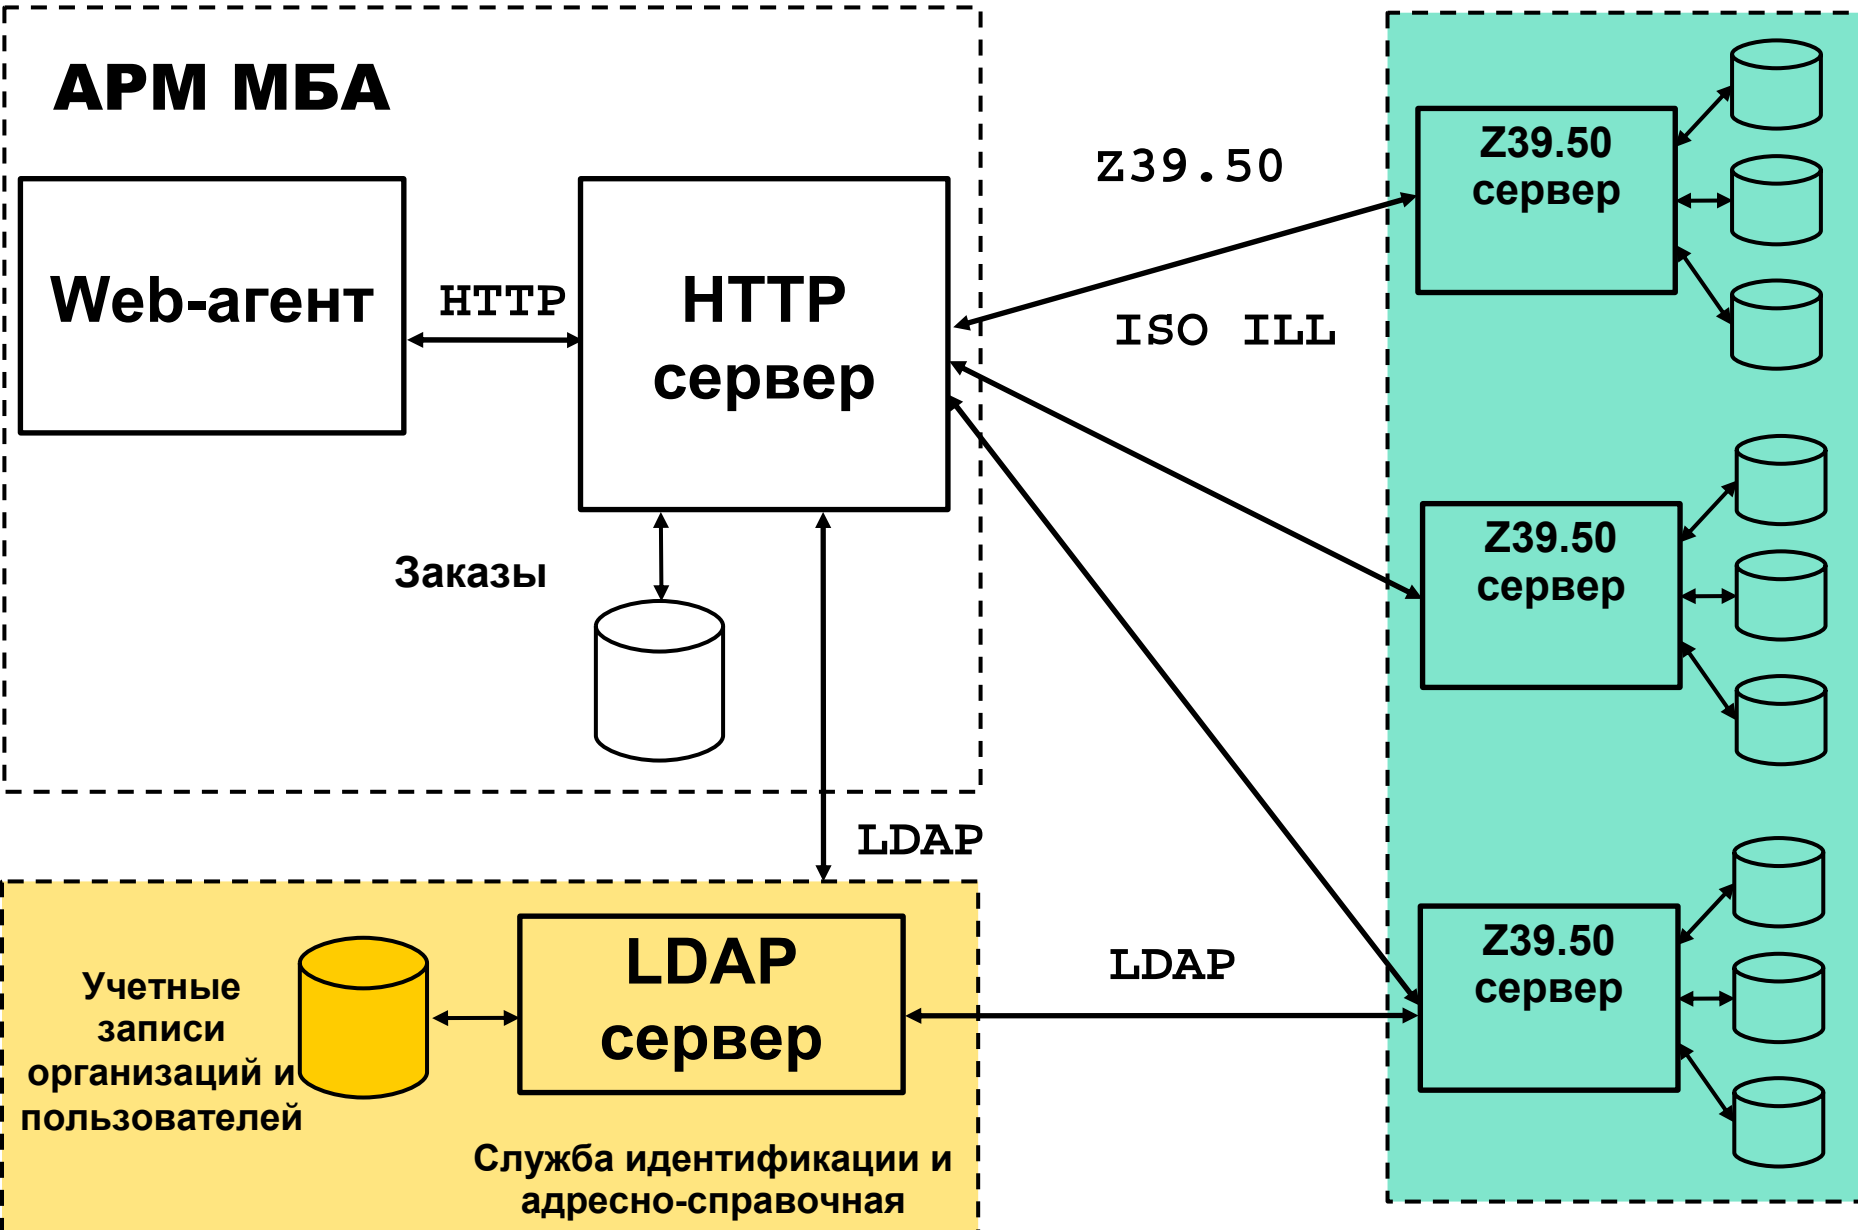 АРМ МБА
Web-агент
HTTP
HTTP
сервер
Заказы
Z39.50
ISO ILL
Z39.50
сервер
Z39.50
сервер
LDAP
Учетные
записи
организаций и
пользователей
LDAP
сервер
Служба идентификации и
адресно-справочная
LDAP
Z39.50
сервер